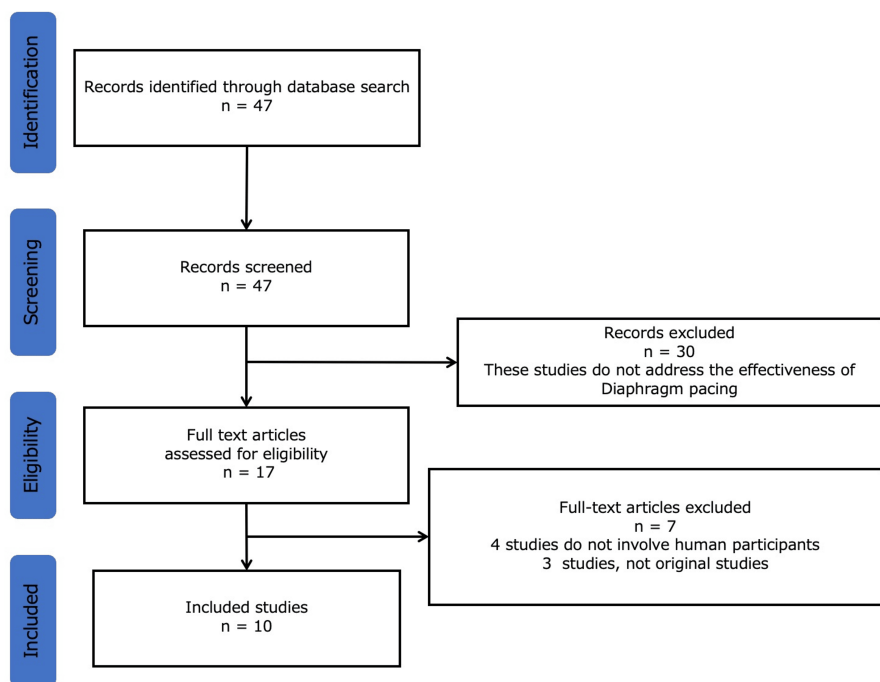 Identification
Records identified through database search
n = 47
Screening
Records screened
n = 47
Records excluded
n = 30
These studies do not address the effectiveness of
Diaphragm pacing
Eligibility
Full text articles
assessed for eligibility
n = 17
Full-text articles excluded
n = 7
4 studies do not involve human participants
3 studies, not original studies
Included
Included studies
n = 10